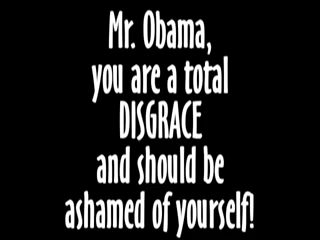 Mr. Obama,
you are a total
DISGRACE
and should be
ashamed of yourself!